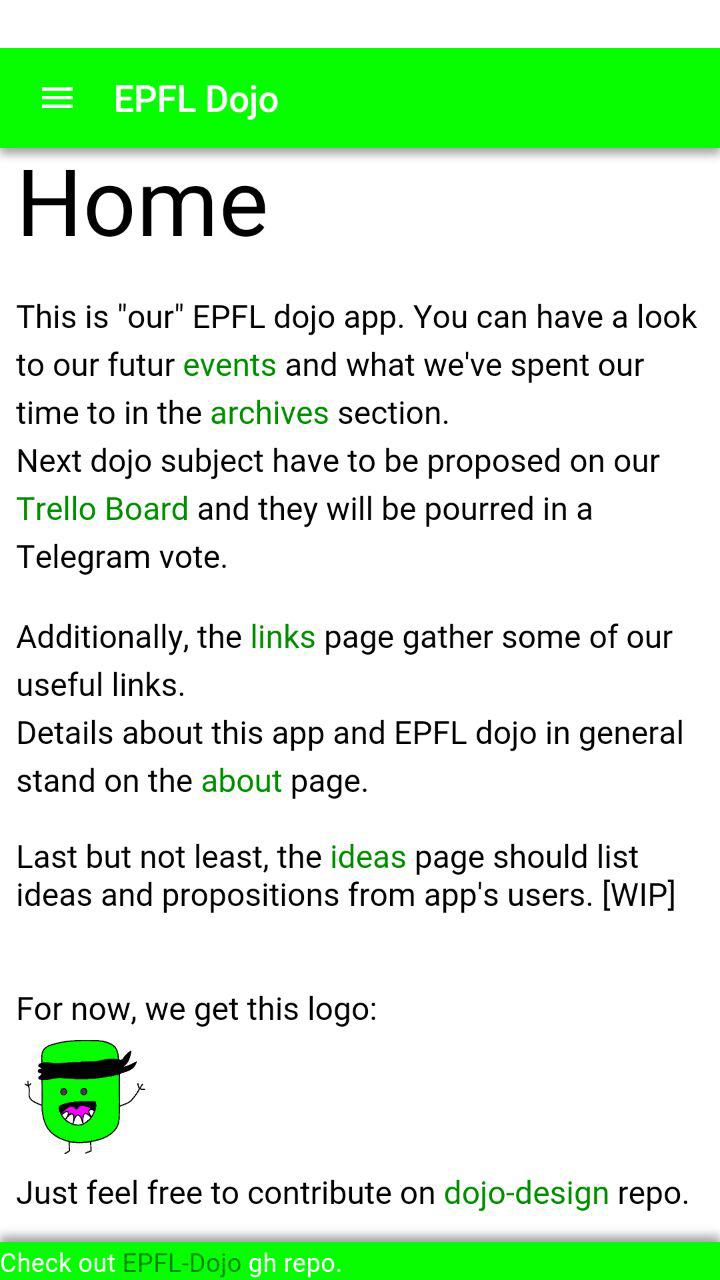 EPFL Dojo
Home
This is "our" EPFL dojo app. You can have a look
to our futur events and what we've spent our
time to in the archives section.
Next dojo subject have to be proposed on our
Trello Board and they will be pourred in a
Telegram vote.
Additionally, the links page gather some of our
useful links.
Details about this app and EPFL dojo in general
stand on the about page.
Last but not least, the ideas page should list
ideas and propositions from app's users. [WIP]
For now, we get this logo:
Just feel free to contribute on dojo-design repo.
Check out EPFL-Dojo gh repo.